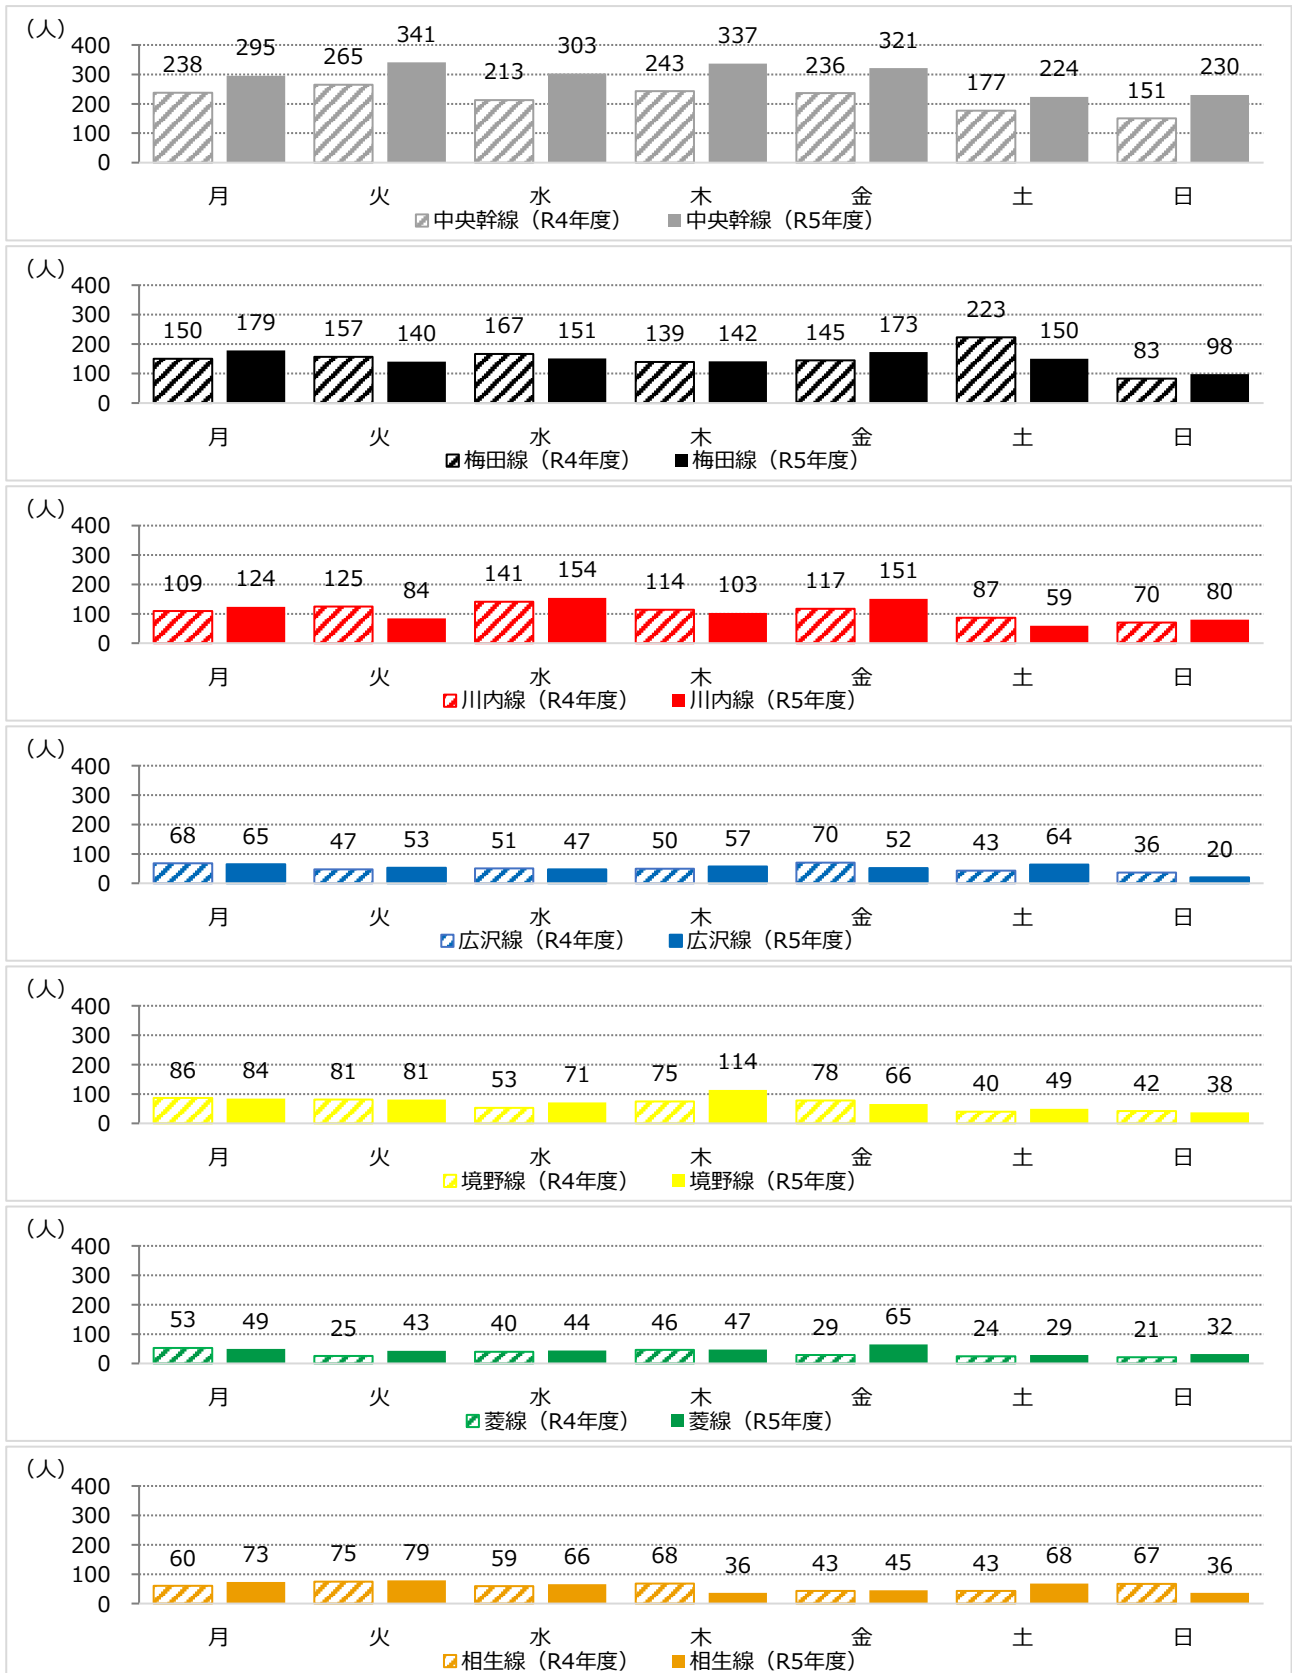 （人）
400
300
200
100
0
238 295 265 341 213 303 243 337 236 321 177 224 151 230
月 火 水 木 金 土 日
中央幹線（R4年度） 中央幹線（R5年度）
（人）
400
300
200
100
0
150 179 157 140 167 151 139 142 145 173 223 150 83 98
月 火 水 木 金 土 日
梅田線（R4年度） 梅田線（R5年度）
（人）
400
300
200
100
0
109 124 125 84 141 154 114 103 117 151 87 59 70 80
月 火 水 木 金 土 日
川内線（R4年度） 川内線（R5年度）
（人）
400
300
200
100
0
68 65 47 53 51 47 50 57 70 52 43 64 36 20
月 火 水 木 金 土 日
広沢線（R4年度） 広沢線（R5年度）
（人）
400
300
200
100
0
86 84 81 81 53 71 75 114 78 66 40 49 42 38
月 火 水 木 金 土 日
境野線（R4年度） 境野線（R5年度）
（人）
400
300
200
100
0
53 49 25 43 40 44 46 47 29 65 24 29 21 32
月 火 水 木 金 土 日
菱線（R4年度） 菱線（R5年度）
（人）
400
300
200
100
0
60 73 75 79 59 66 68 36 43 45 43 68 67 36
月 火 水 木 金 土 日
相生線（R4年度） 相生線（R5年度）